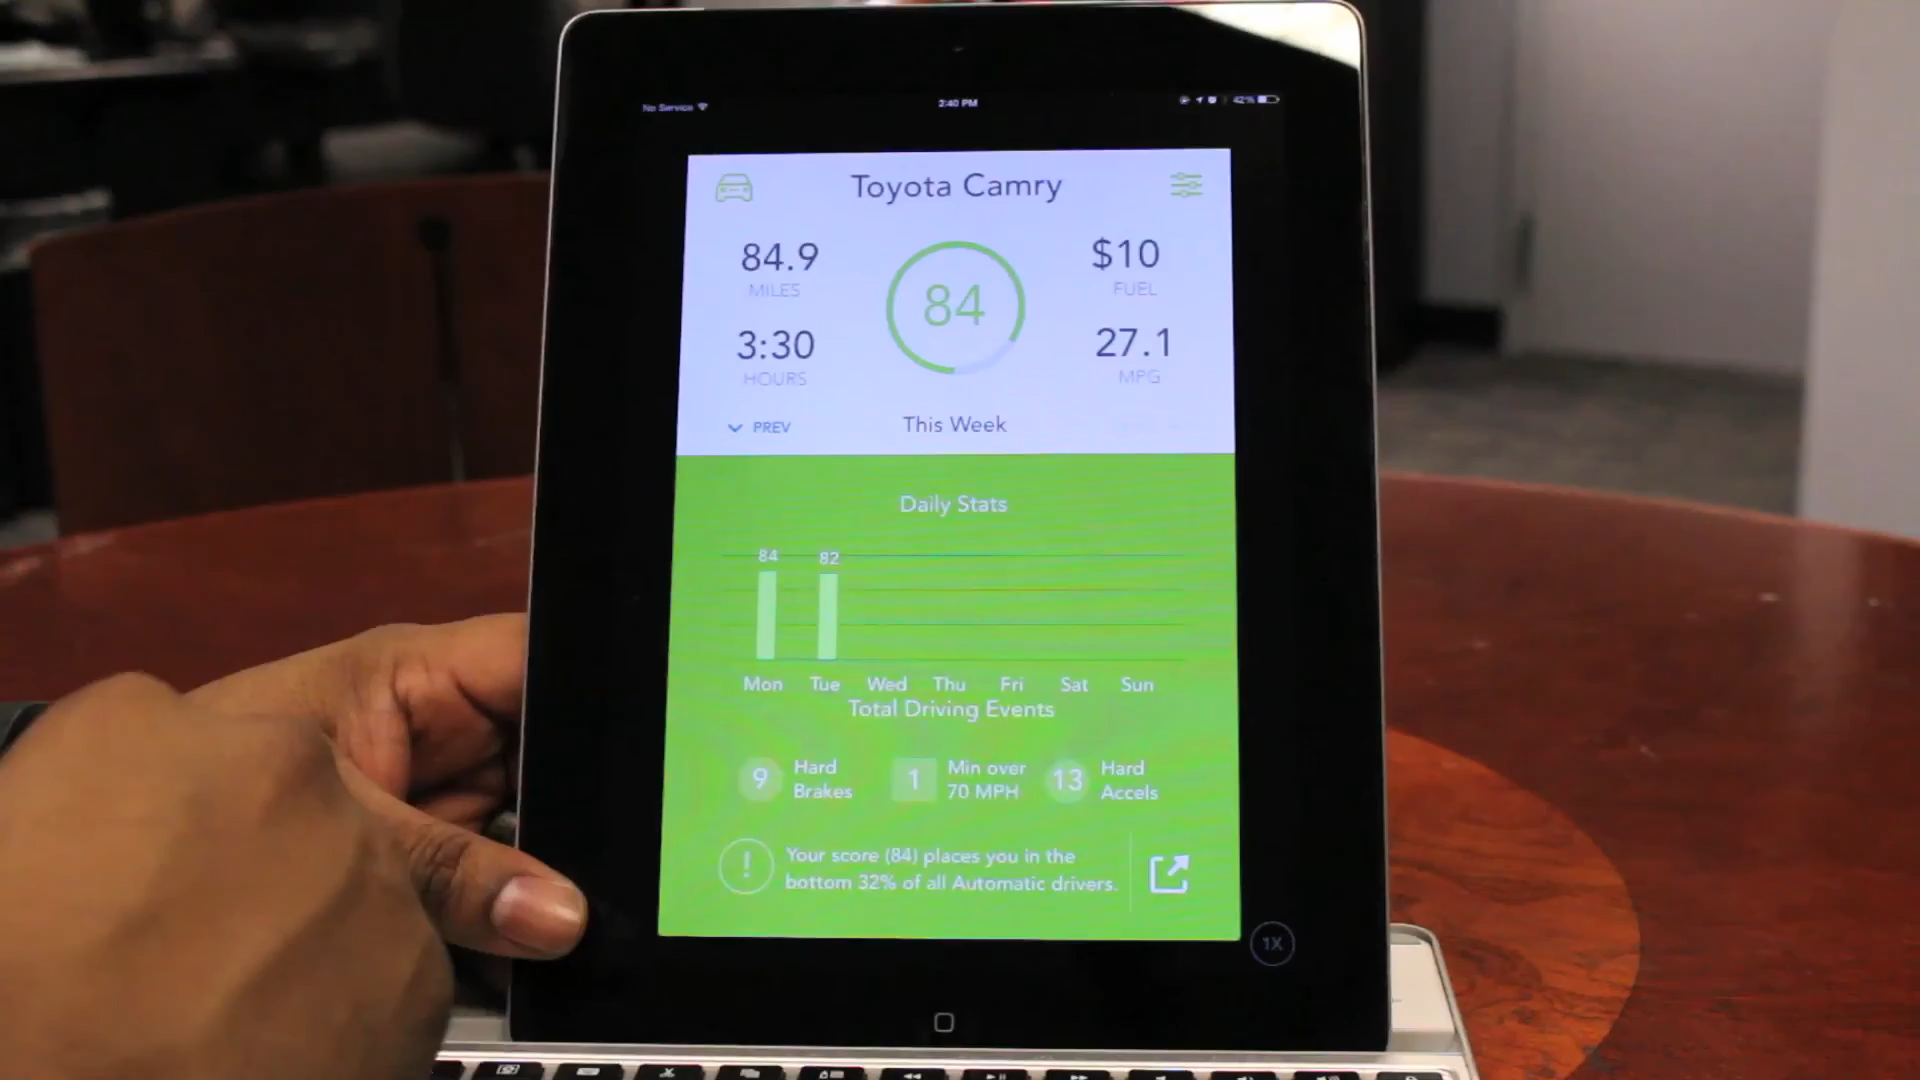 No Service
2:40 PM
42%
Toyota Camry
84.9
MILES
84
$10
FUEL
3:30
HOURS
27.1
MPG
PREV
This Week
Daily Stats
84
82
Mon Tue Wed Thu Fri Sat Sun
Total Driving Events
9
Hard
Brakes
1
Min over
70 MPH
13
Hard
Accels
!
Your score (84) places you in the
bottom 32% of all Automatic drivers.
1X